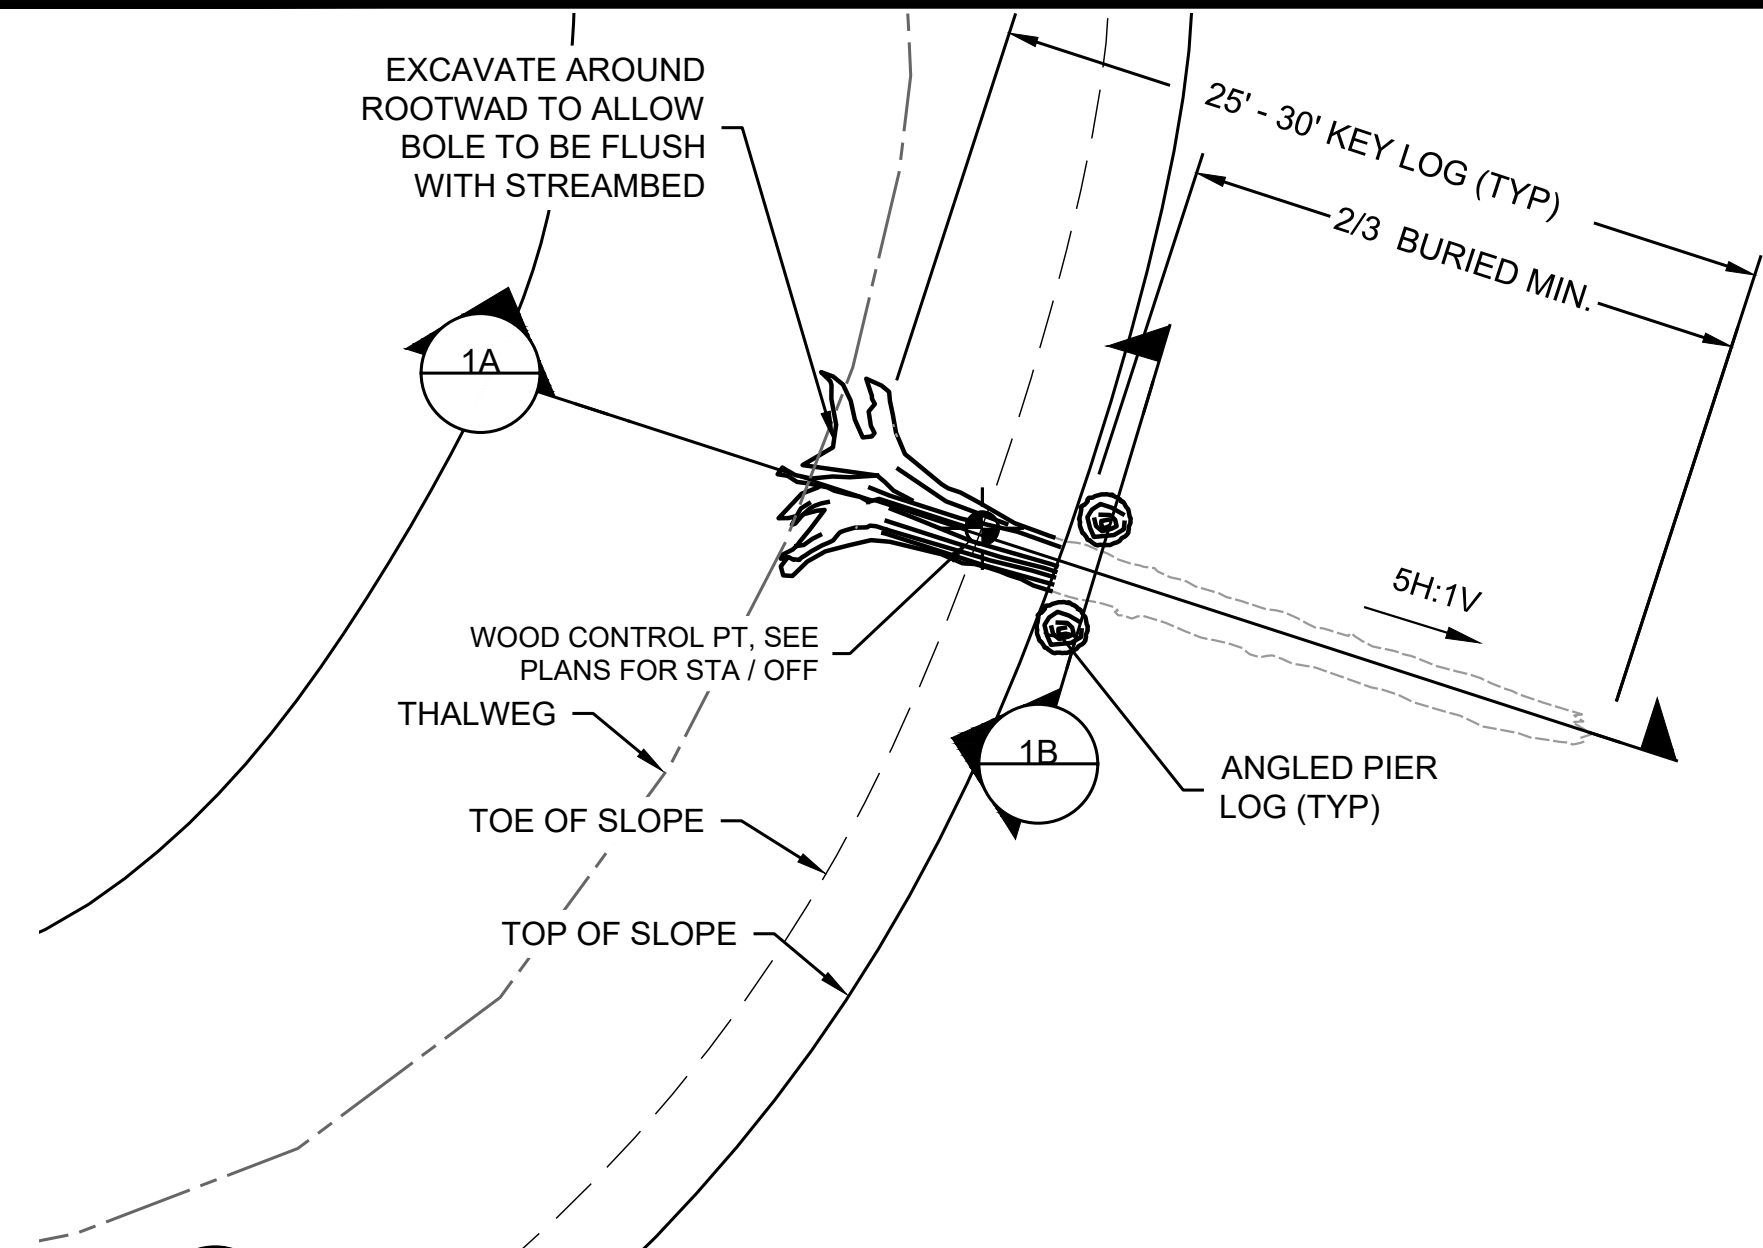 EXCAVATE AROUND
ROOTWAD TO ALLOW
BOLE TO BE FLUSH
WITH STREAMBED
25' - 30' KEY LOG (TYP)
2/3 BURIED MIN.
1A
5H:1V
WOOD CONTROL PT, SEE
PLANS FOR STA / OFF
THALWEG
1B
ANGLED PIER
LOG (TYP)
TOE OF SLOPE
TOP OF SLOPE